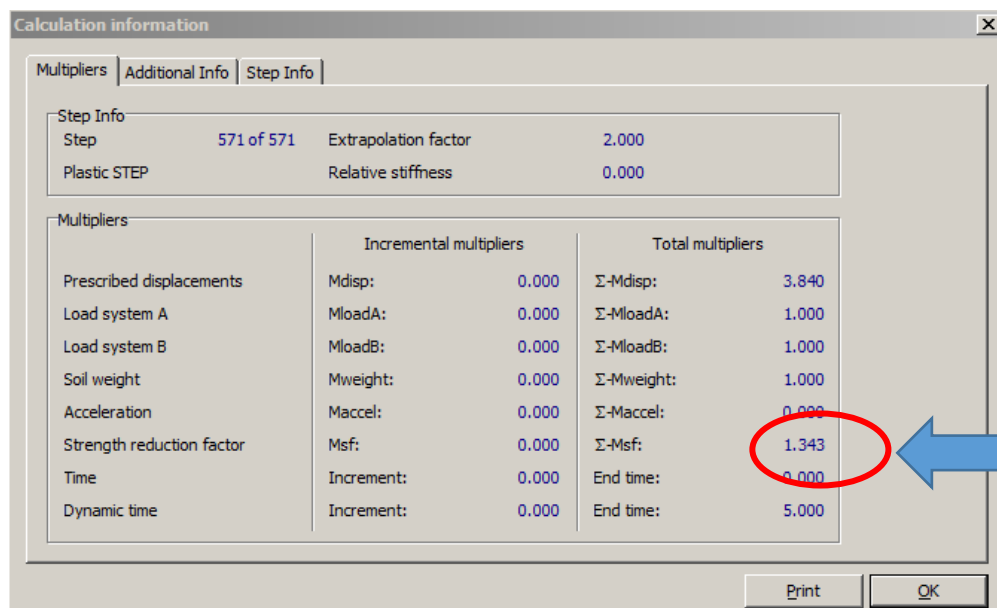 Calculation information
Multipliers Additional Info Step Info
Step Info
Step 571 of 571 Extrapolation factor 2.000
Plastic STEP Relative stiffness 0.000
Multipliers
Incremental multipliers Total multipliers
Prescribed displacements Mdisp: 0.000 Σ-Mdisp: 3.840
Load system A MloadA: 0.000 Σ-MloadA: 1.000
Load system B MloadB: 0.000 Σ-MloadB: 1.000
Soil weight Mweight: 0.000 Σ-Mweight: 1.000
Acceleration Maccel: 0.000 Σ-Maccel: 0.000
Strength reduction factor Msf: 0.000 Σ-Msf: 1.343
Time Increment: 0.000 End time: 0.000
Dynamic time Increment: 0.000 End time: 5.000
Print OK